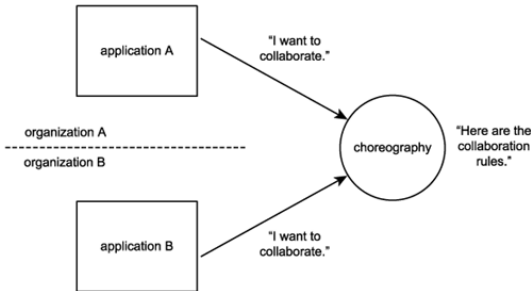 application A
"I want to
collaborate."
organization A
organization B
choreography
"Here are the
collaboration
rules."
application B
"I want to
collaborate."